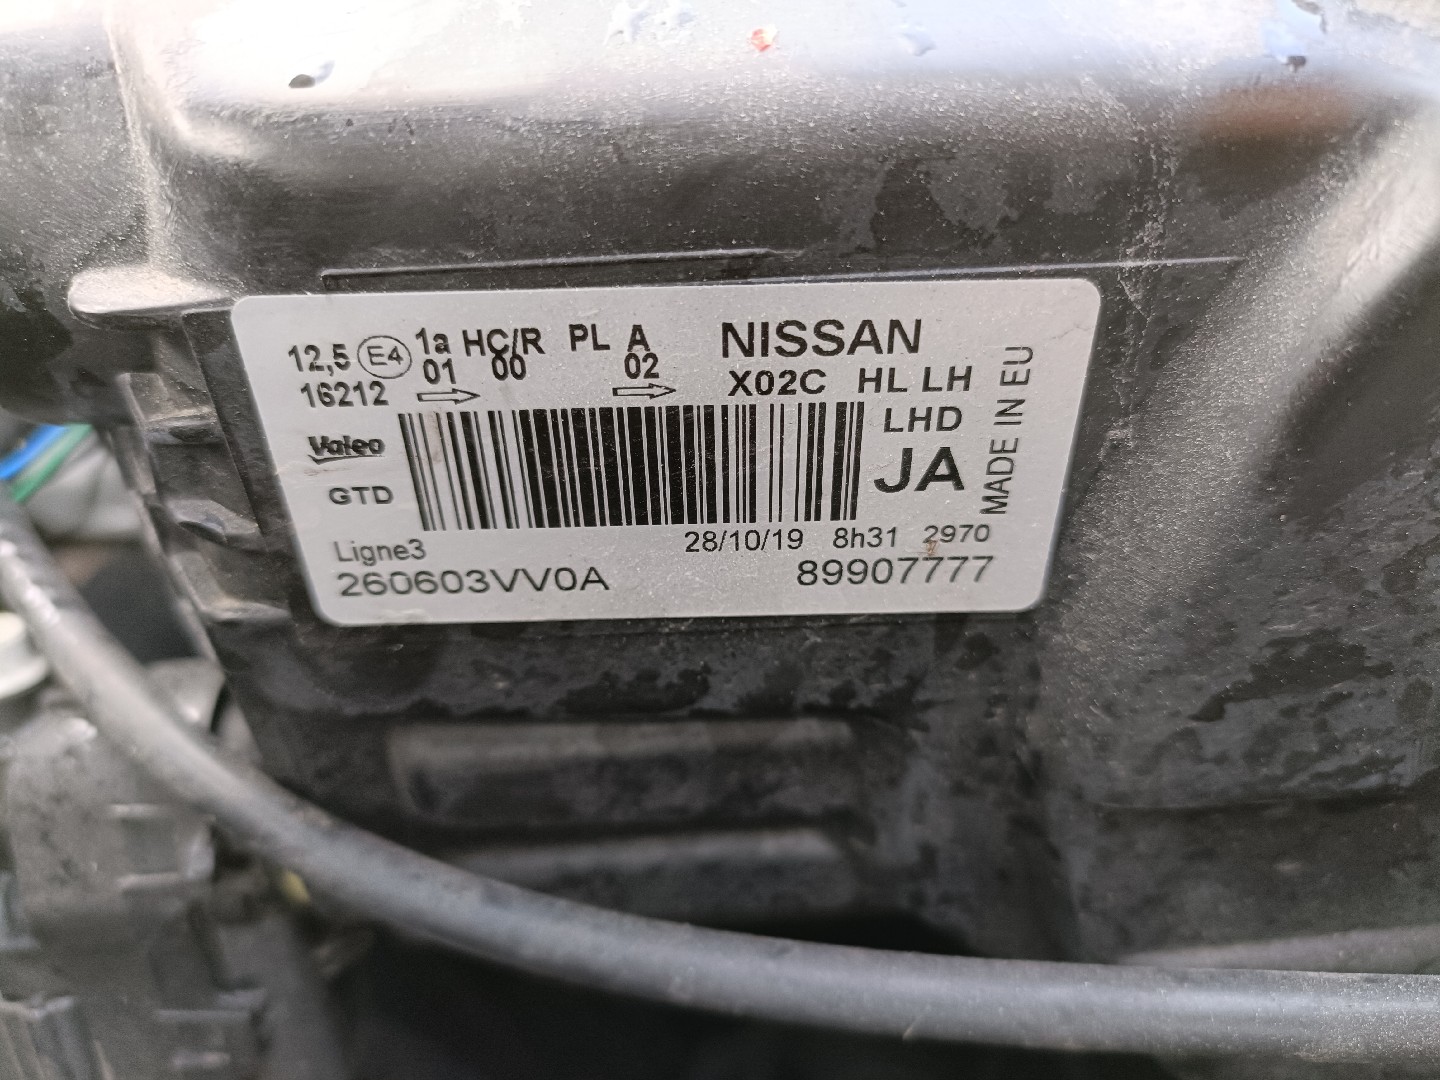 12,5 E4 1a HC/R PL A NISSAN
16212 01 00 02 X02C HL LH
LHD
Valeo
JA
GTD
MADE IN EU
28/10/19 8h31 2970
Ligne3
260603VV0A 89907777